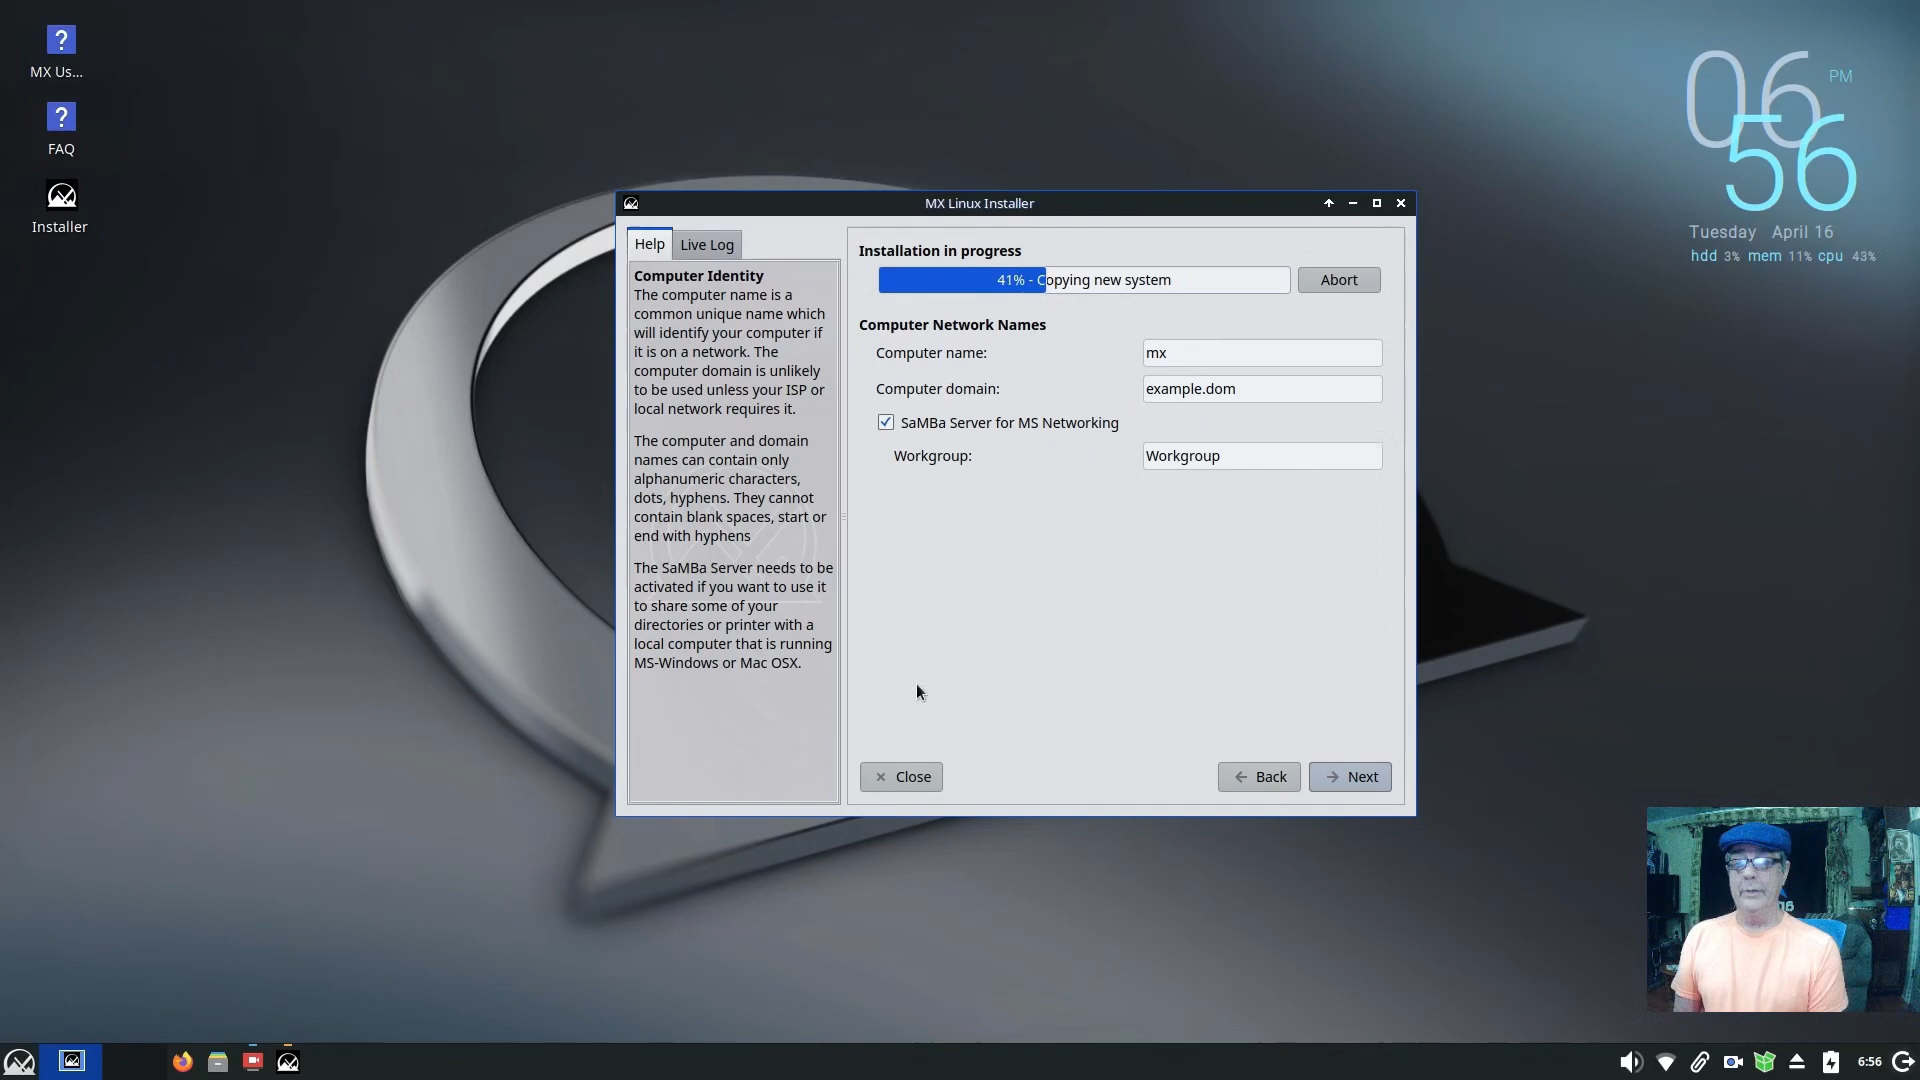 MX Us...
FAQ
Installer
06 PM
56
Tuesday April 16
hdd 3% mem 11% cpu 43%
MX Linux Installer
Help
Live Log
Computer Identity
The computer name is a
common unique name which
will identify your computer if
it is on a network. The
computer domain is unlikely
to be used unless your ISP or
local network requires it.
The computer and domain
names can contain only
alphanumeric characters,
dots, hyphens. They cannot
contain blank spaces, start or
end with hyphens
The SaMBa Server needs to be
activated if you want to use it
to share some of your
directories or printer with a
local computer that is running
MS-Windows or Mac OSX.
Installation in progress
41% - Copying new system
Abort
Computer Network Names
Computer name: mx
Computer domain: example.dom
SaMBa Server for MS Networking
Workgroup: Workgroup
Close
Back
Next
6:56